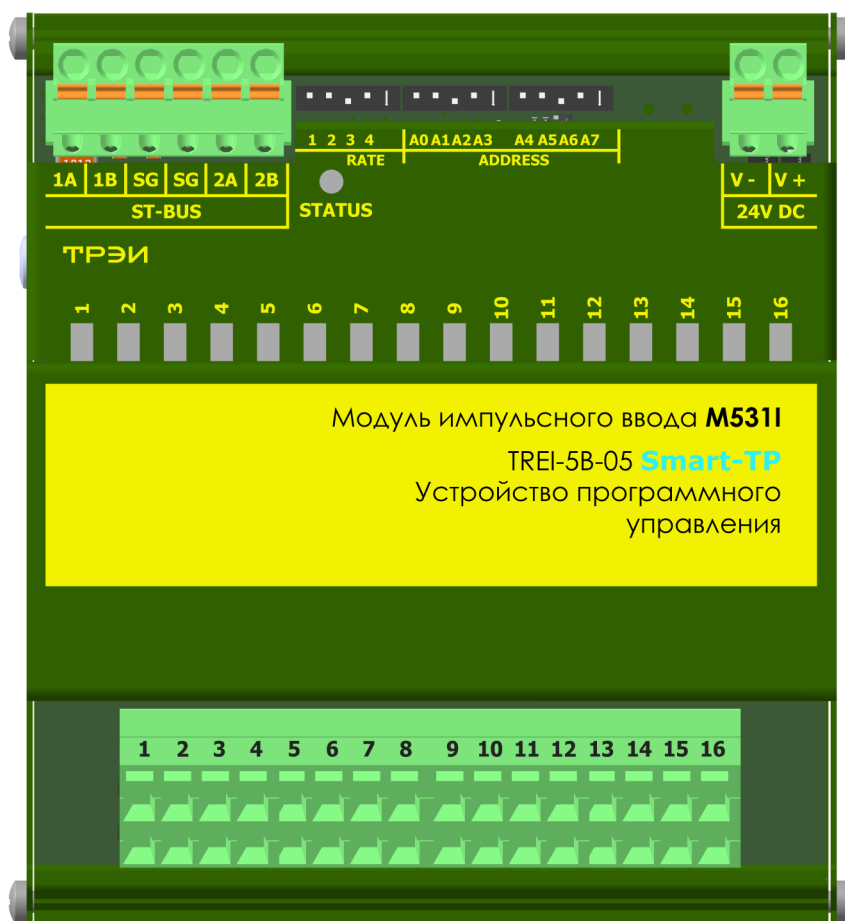 1 2 3 4 A0 A1 A2 A3 A4 A5 A6 A7
RATE ADDRESS
1A 1B SG SG 2A 2B V - V +
ST-BUS STATUS 24V DC
ТРЭИ
1 2 3 4 5 6 7 8 9 10 11 12 13 14 15 16
Модуль импульсного ввода M531I
TREI-5B-05 Smart-TP
Устройство программного
управления
1 2 3 4 5 6 7 8 9 10 11 12 13 14 15 16